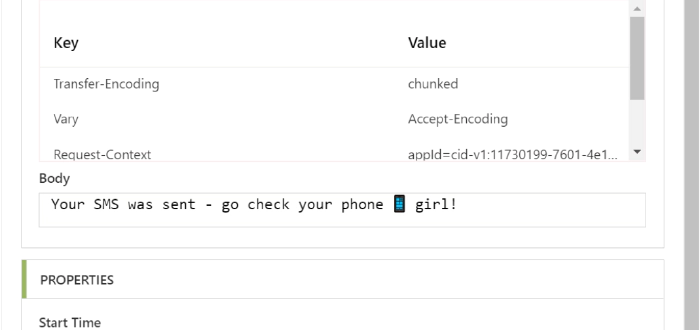 Key Value
Transfer-Encoding chunked
Vary Accept-Encoding
Request-Context appId=cid-v1:11730199-7601-4e1...
Body
Your SMS was sent - go check your phone 📱 girl!
PROPERTIES
Start Time